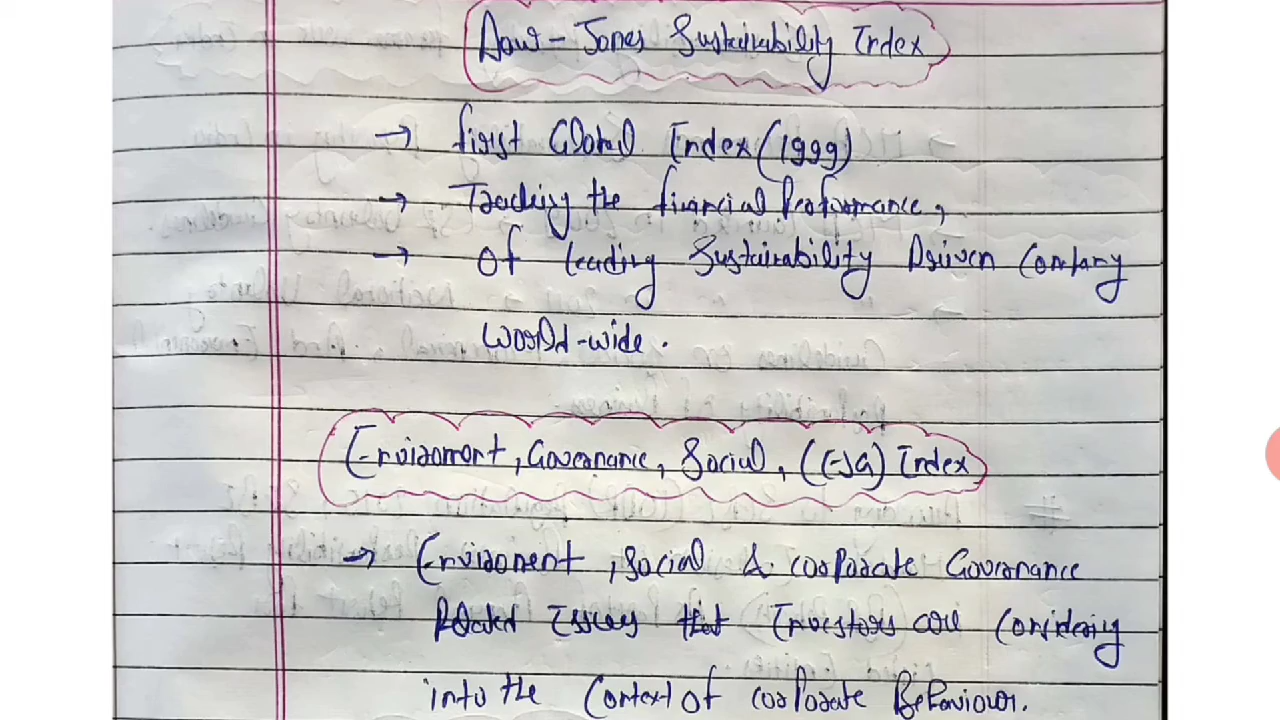 Dow-Jones Sustainability Index
→ first Global Index (1999)
→ Tracking the financial Performance,
→ of leading Sustainability Driven Company
world-wide.
Enviroment, Governance, Social, (ESG) Index
→ Enviroment, Social & corporate Governance
Related Issues that Investors are Considering
into the Context of corporate Behaviour.